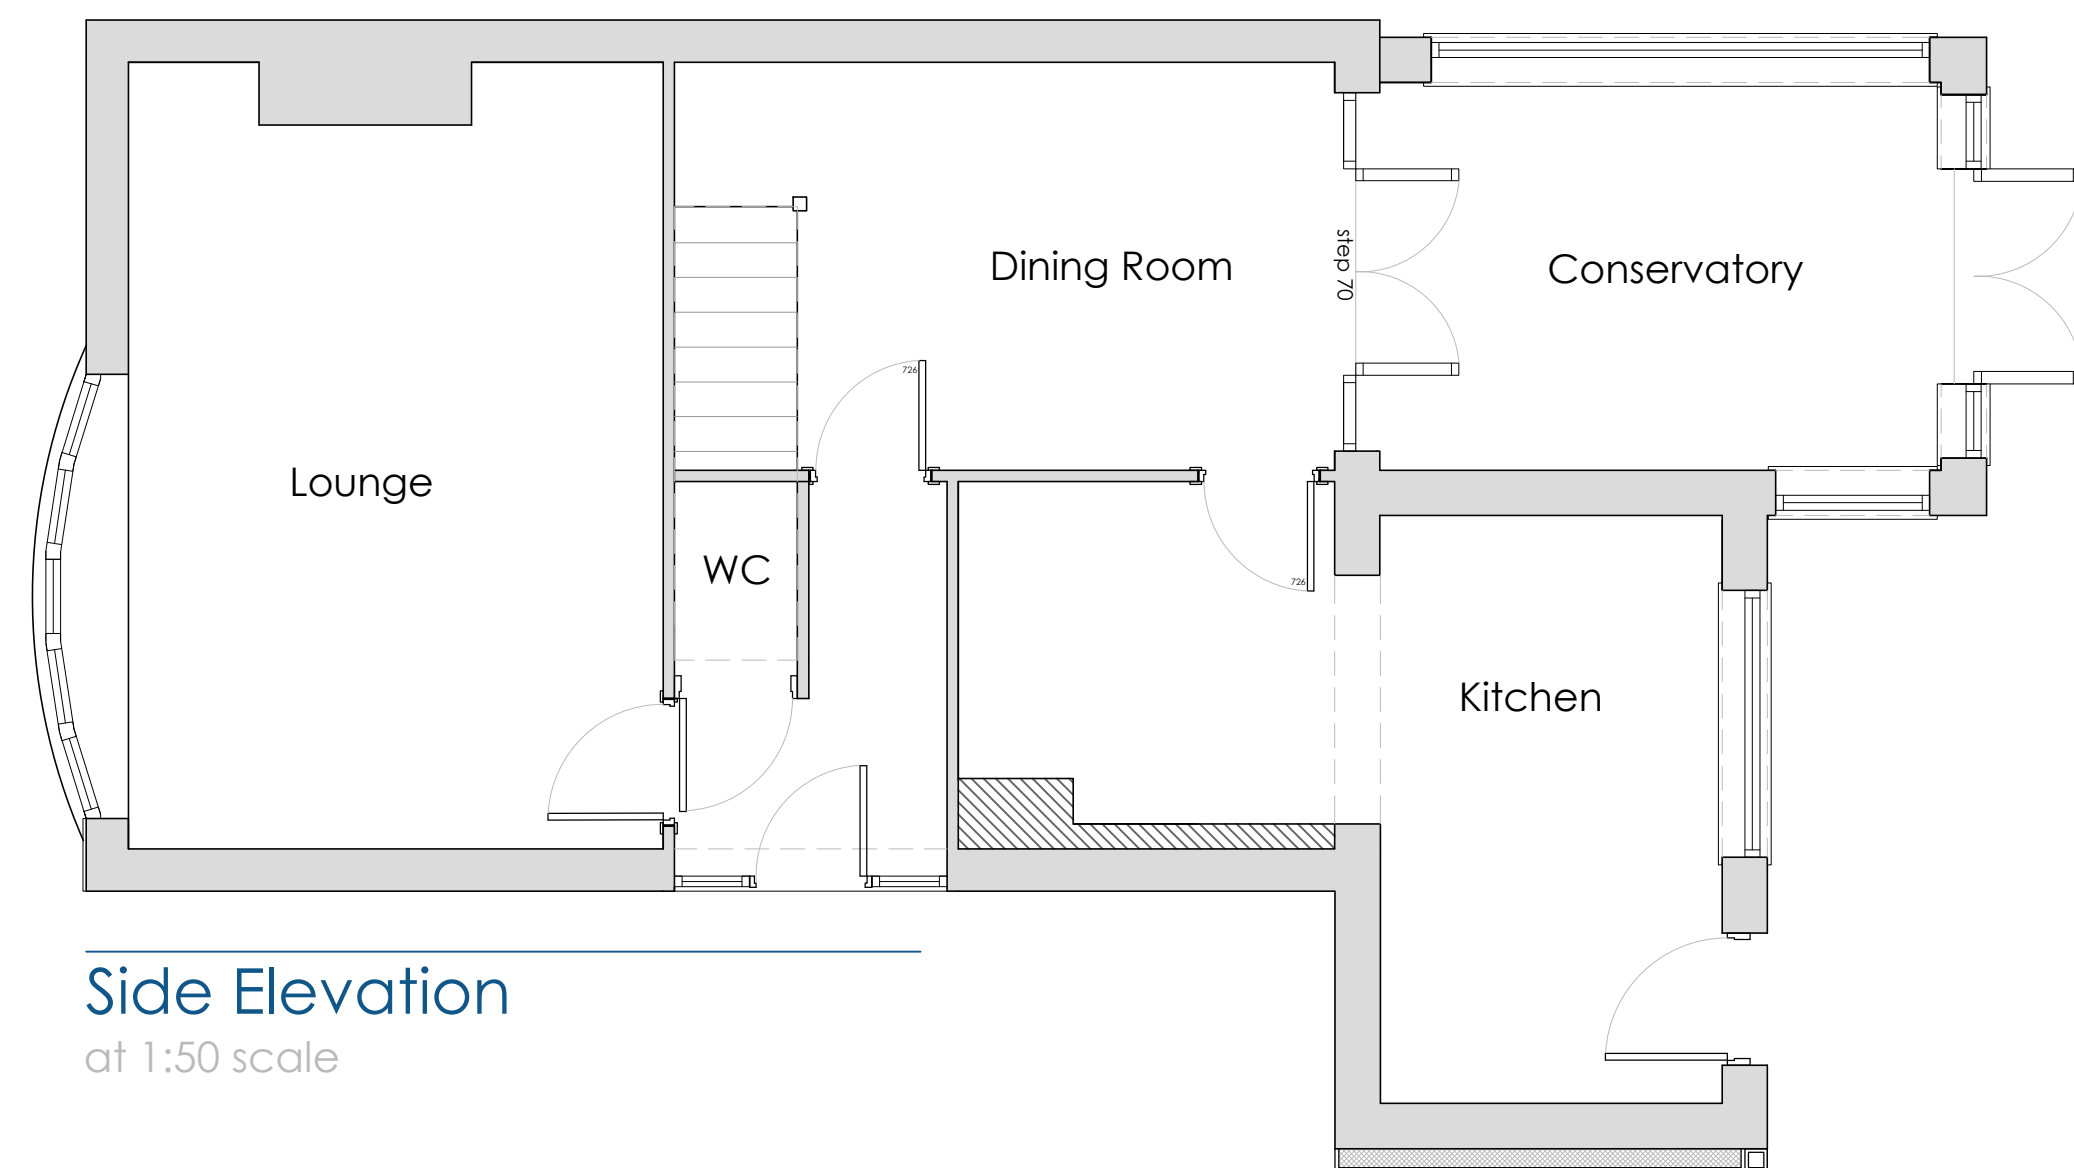 Dining Room
Conservatory
step 70
726
Lounge
WC
726
Kitchen
Side Elevation
at 1:50 scale